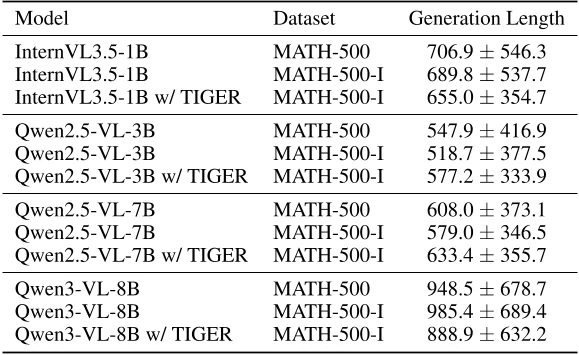 Model Dataset Generation Length
InternVL3.5-1B MATH-500 706.9 ± 546.3
InternVL3.5-1B MATH-500-I 689.8 ± 537.7
InternVL3.5-1B w/ TIGER MATH-500-I 655.0 ± 354.7
Qwen2.5-VL-3B MATH-500 547.9 ± 416.9
Qwen2.5-VL-3B MATH-500-I 518.7 ± 377.5
Qwen2.5-VL-3B w/ TIGER MATH-500-I 577.2 ± 333.9
Qwen2.5-VL-7B MATH-500 608.0 ± 373.1
Qwen2.5-VL-7B MATH-500-I 579.0 ± 346.5
Qwen2.5-VL-7B w/ TIGER MATH-500-I 633.4 ± 355.7
Qwen3-VL-8B MATH-500 948.5 ± 678.7
Qwen3-VL-8B MATH-500-I 985.4 ± 689.4
Qwen3-VL-8B w/ TIGER MATH-500-I 888.9 ± 632.2